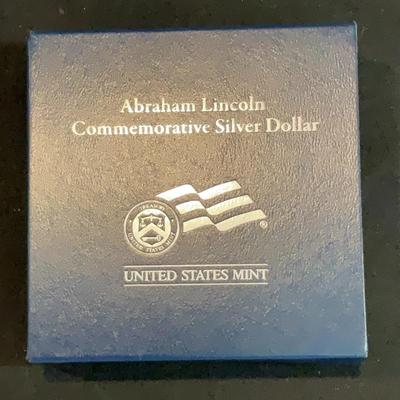 Abraham Lincoln
Commemorative Silver Dollar
®
UNITED STATES MINT